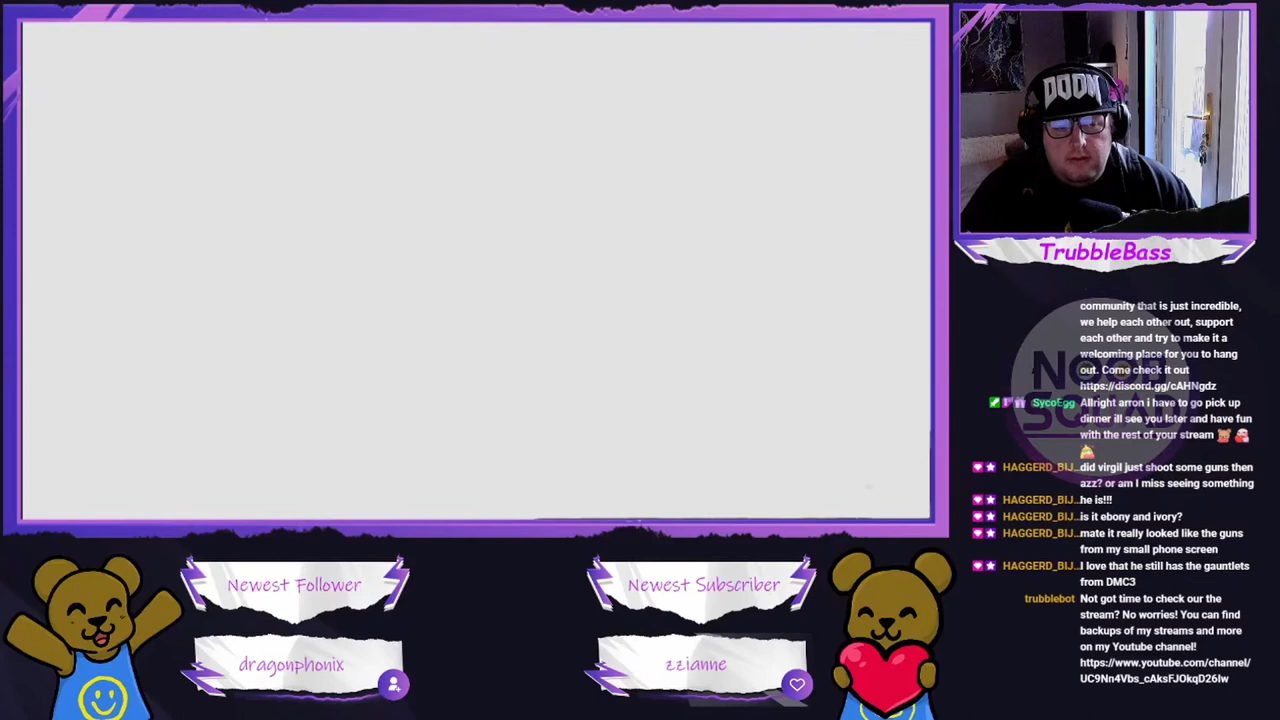 DOOM
TrubbleBass
community that is just incredible,
we help each other out, support
each other and try to make it a
welcoming place for you to hang
out. Come check it out
https://discord.gg/cAHNgdz
NOOB
SQUAD
SycoEgg Allright arron i have to go pick up
dinner ill see you later and have fun
with the rest of your stream
HAGGERD_BIJ... did virgil just shoot some guns then
azz? or am I miss seeing something
HAGGERD_BIJ... he is!!!
HAGGERD_BIJ... is it ebony and ivory?
HAGGERD_BIJ... mate it really looked like the guns
from my small phone screen
HAGGERD_BIJ... I love that he still has the gauntlets
from DMC3
trubblebot Not got time to check our the
stream? No worries! You can find
backups of my streams and more
on my Youtube channel!
https://www.youtube.com/channel/
UC9Nn4Vbs_cAksFJOkqD26lw
Newest Follower
dragonphonix
Newest Subscriber
zzianne